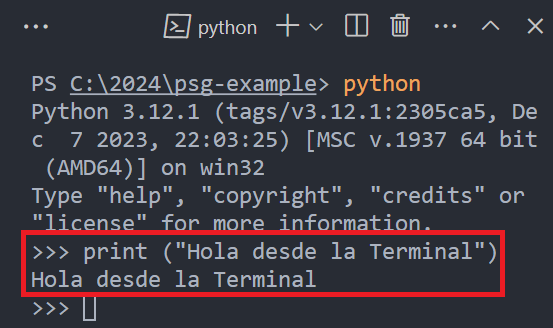 python
PS C:\2024\psg-example> python
Python 3.12.1 (tags/v3.12.1:2305ca5, De
c  7 2023, 22:03:25) [MSC v.1937 64 bit
 (AMD64)] on win32
Type "help", "copyright", "credits" or
"license" for more information.
>>> print ("Hola desde la Terminal")
Hola desde la Terminal
>>>